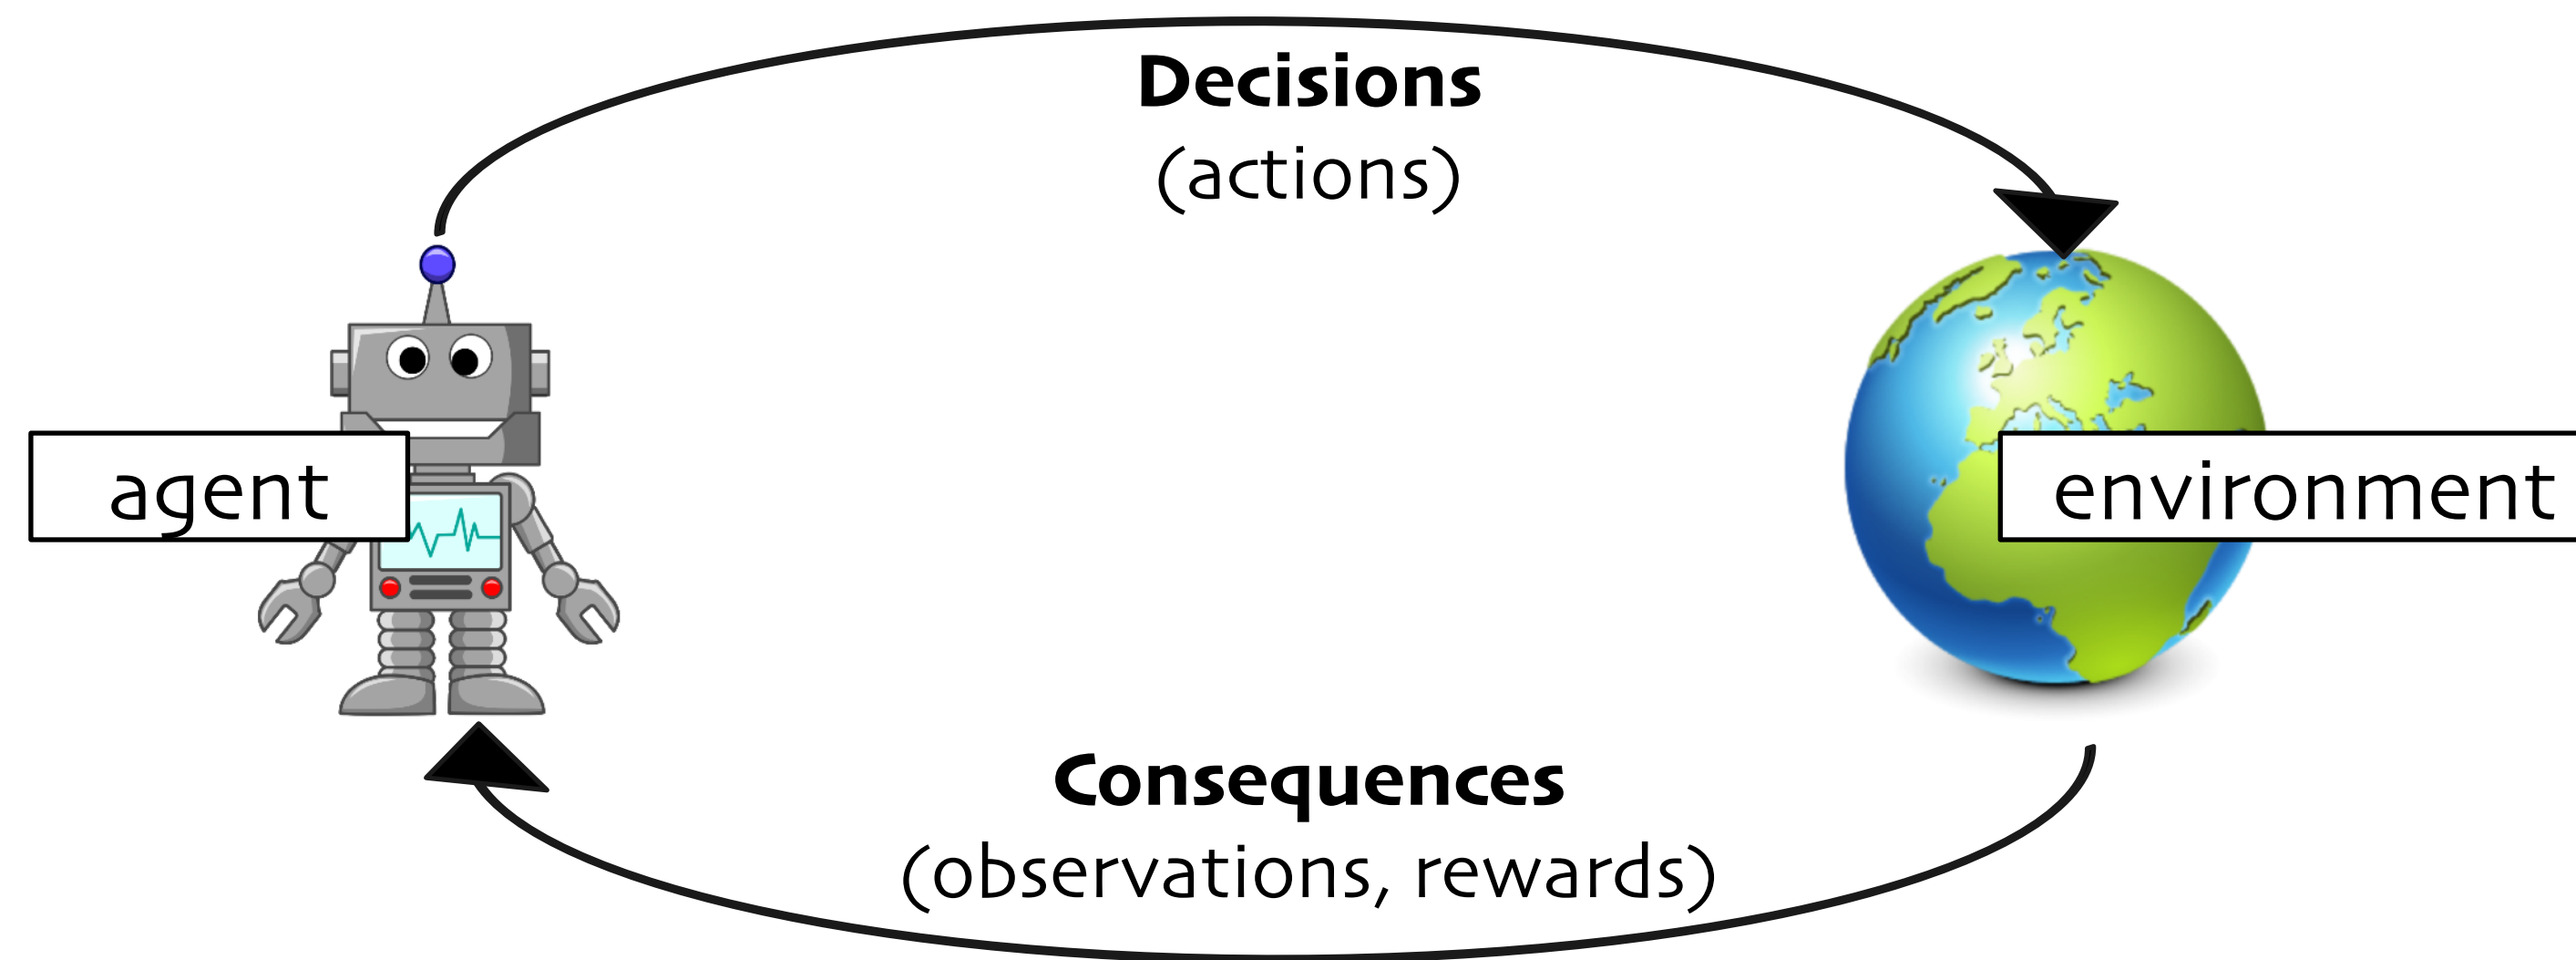 Decisions
(actions)
agent
environment
Consequences
(observations, rewards)